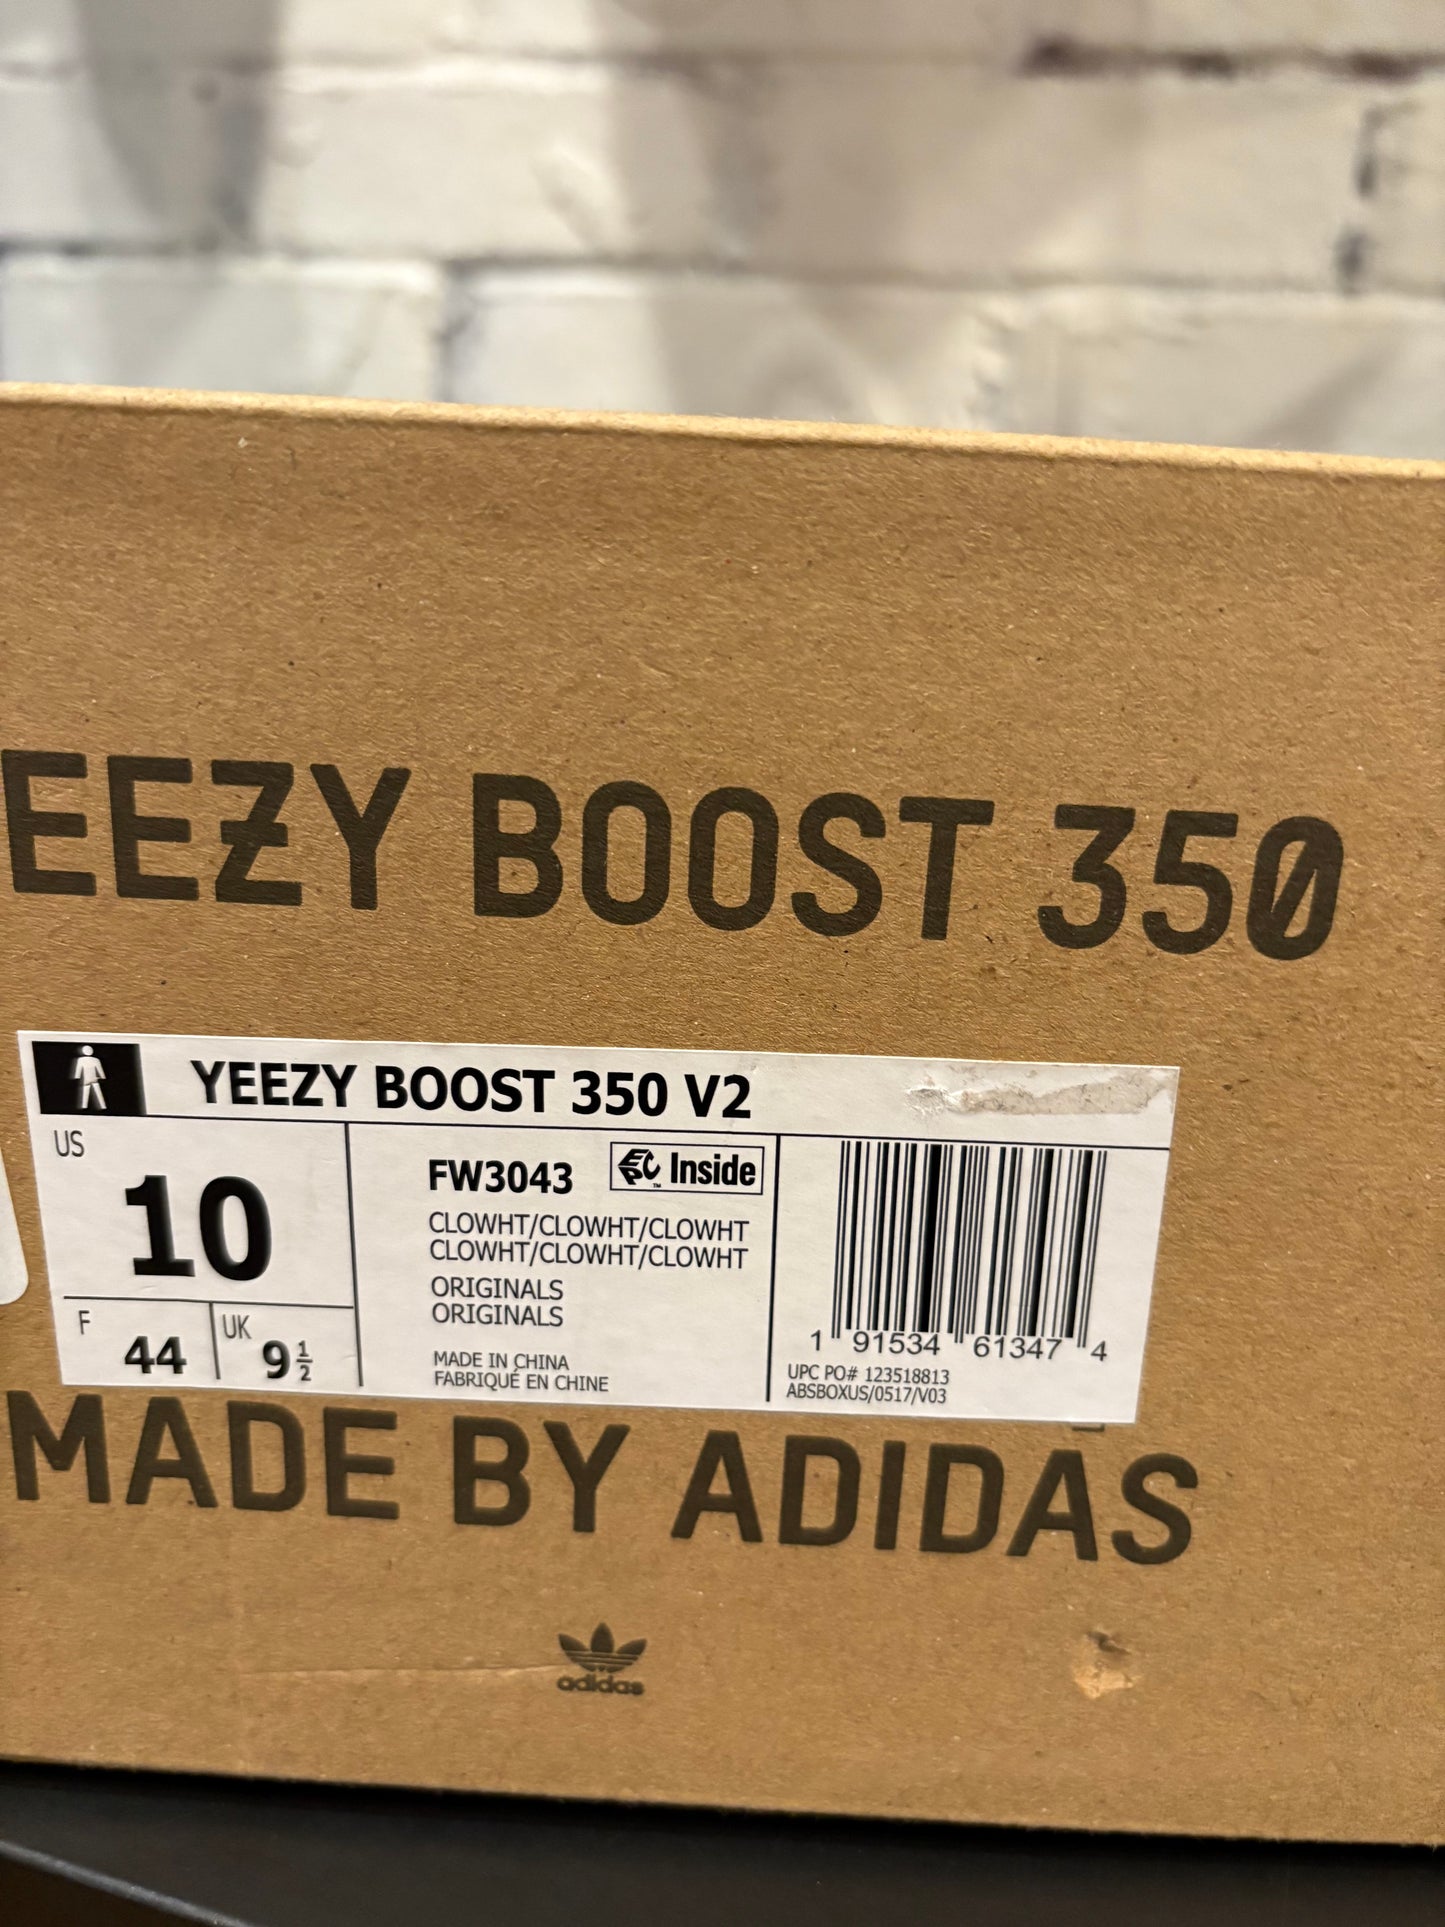 EEZY BOOST 350
YEEZY BOOST 350 V2
US
10
F
44
UK
9½
FW3043
EPC Inside
™
CLOWHT/CLOWHT/CLOWHT
CLOWHT/CLOWHT/CLOWHT
ORIGINALS
ORIGINALS
MADE IN CHINA
FABRIQUÉ EN CHINE
1 91534 61347 4
UPC PO# 123518813
ABSBOXUS/0517/V03
MADE BY ADIDAS
adidas